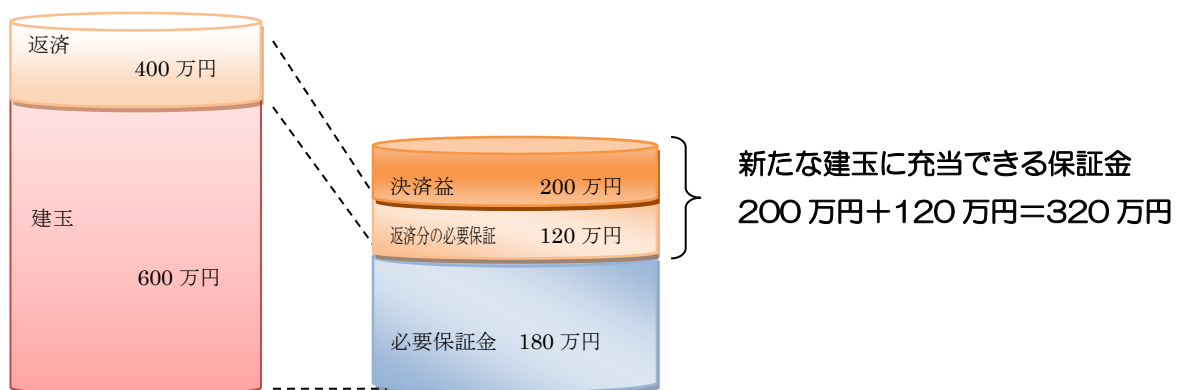 返済
400 万円
建玉
600 万円
決済益 200 万円
返済分の必要保証 120 万円
必要保証金 180 万円
新たな建玉に充当できる保証金
200 万円+120 万円=320 万円